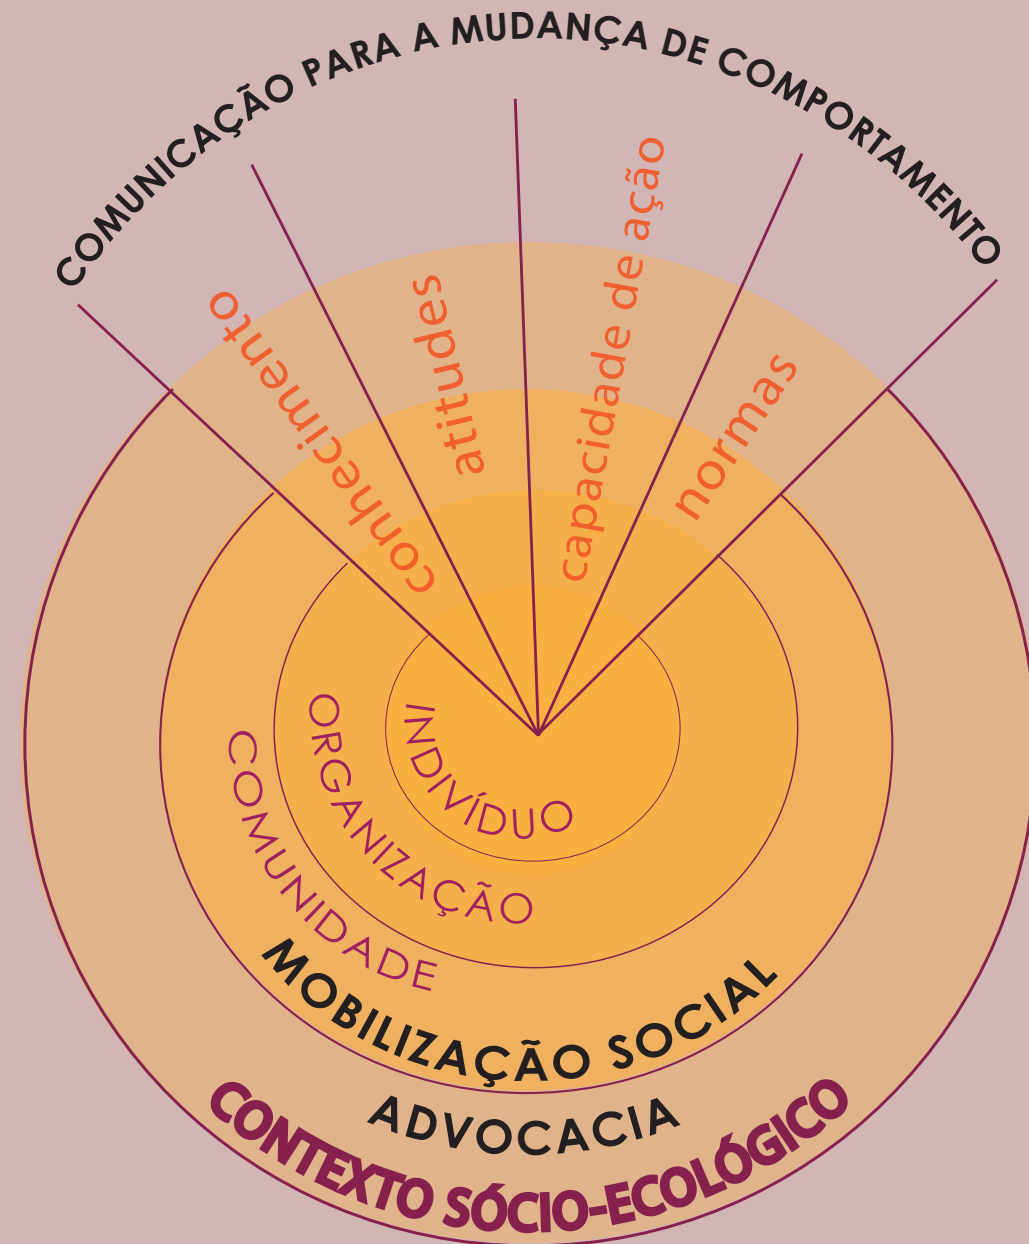 COMUNICAÇÃO PARA A MUDANÇA DE COMPORTAMENTO
conhecimento
atitudes
capacidade de ação
normas
INDIVÍDUO
ORGANIZAÇÃO
COMUNIDADE
MOBILIZAÇÃO SOCIAL
ADVOCACIA
CONTEXTO SÓCIO-ECOLÓGICO